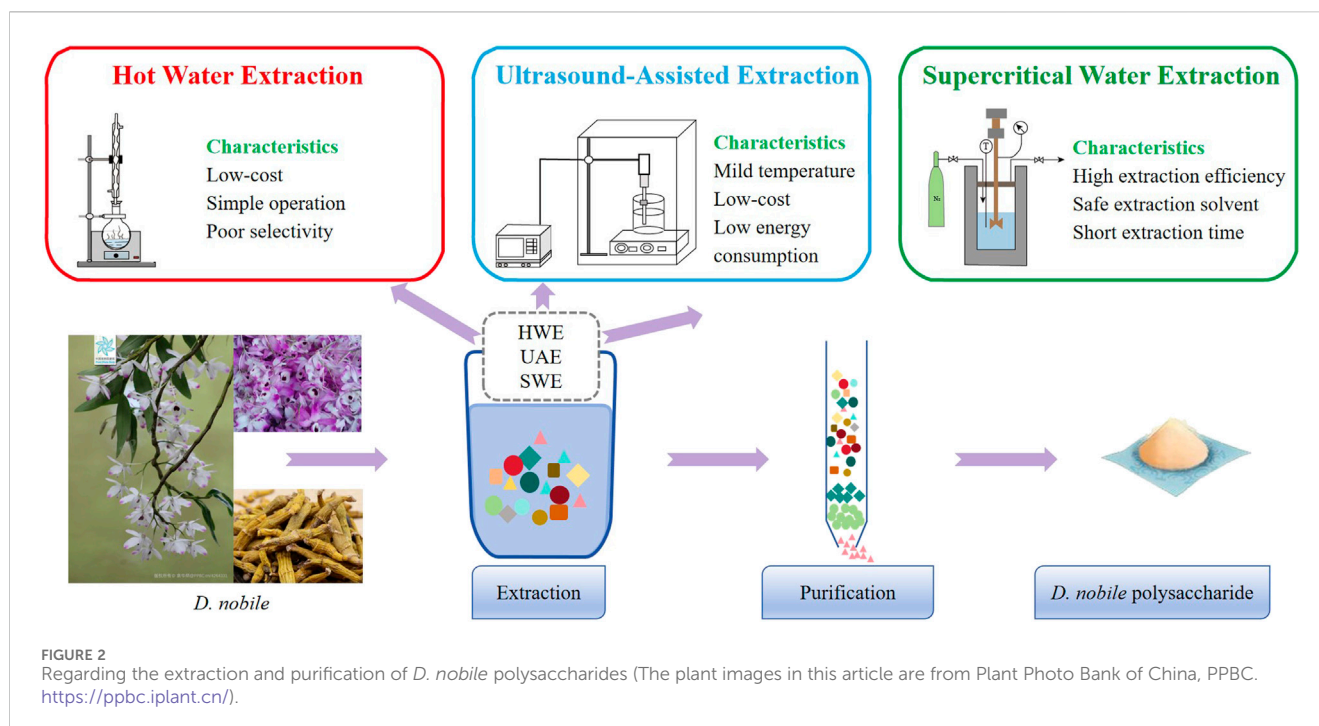 Hot Water Extraction
Characteristics
Low-cost
Simple operation
Poor selectivity
Ultrasound-Assisted Extraction
Characteristics
Mild temperature
Low-cost
Low energy
consumption
Supercritical Water Extraction
T
N₂
Characteristics
High extraction efficiency
Safe extraction solvent
Short extraction time
HWE
UAE
SWE
D. nobile
Extraction
Purification
D. nobile polysaccharide
FIGURE 2
Regarding the extraction and purification of D. nobile polysaccharides (The plant images in this article are from Plant Photo Bank of China, PPBC.
https://ppbc.iplant.cn/).